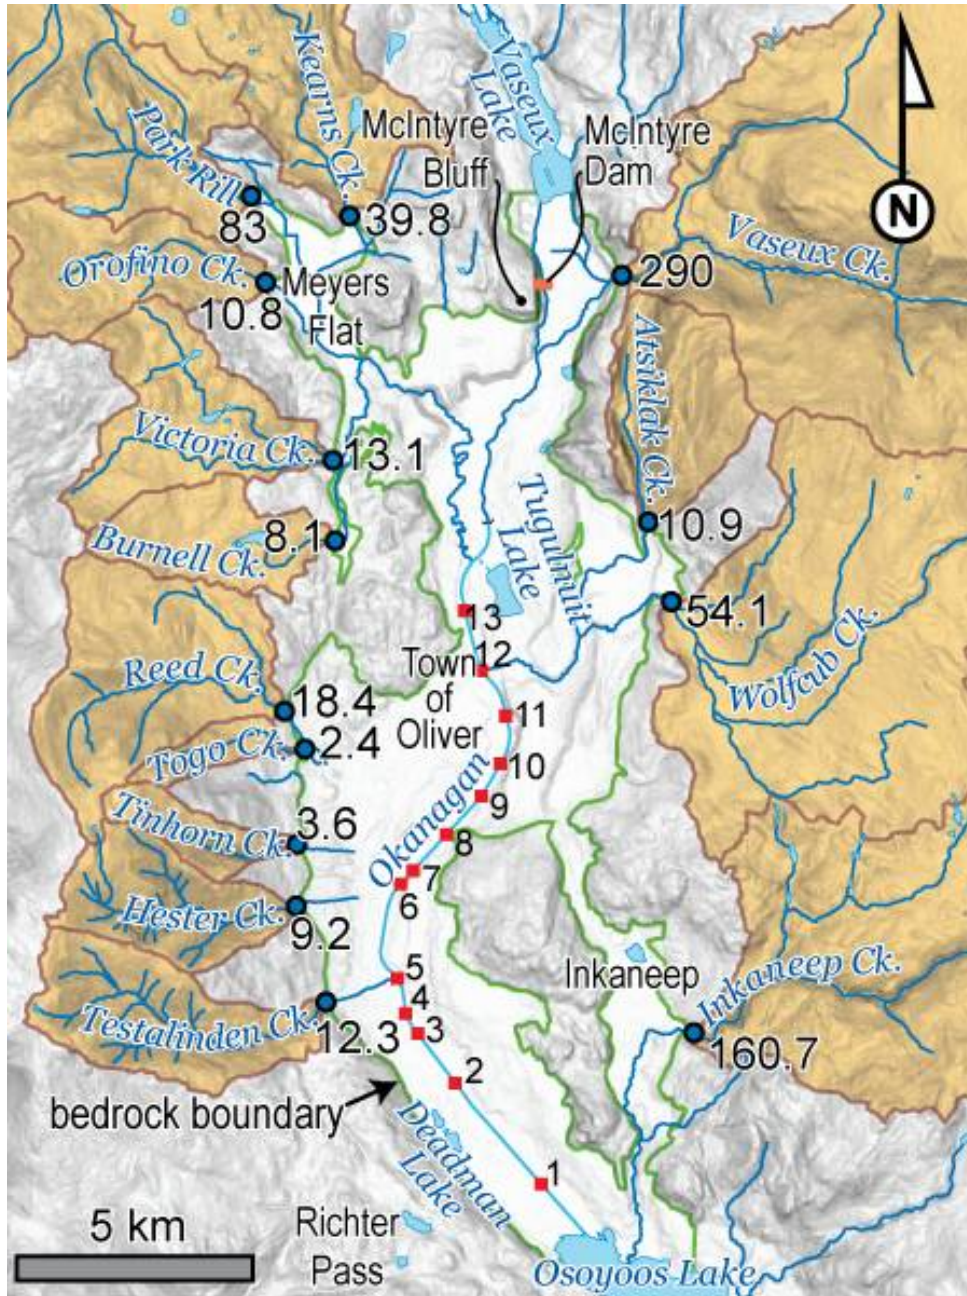 Kearns Ck.
Vaseux
Lake
McIntyre
Bluff
McIntyre
Dam
Park Rill
83
39.8
N
Orofino Ck.
Meyers
Flat
10.8
290
Vaseux Ck.
Atsiklak Ck.
Victoria Ck.
13.1
Tugulnuit
Lake
10.9
Burnell Ck.
8.1
54.1
13
12
Wolfcub Ck.
Reed Ck.
Town
of
Oliver
18.4
11
Togo Ck.
2.4
10
Okanagan
9
Tinhorn Ck.
3.6
8
7
6
Hester Ck.
9.2
5
Inkaneep
Inkaneep Ck.
4
Testalinden Ck.
12.3
3
160.7
2
bedrock boundary
Deadman
Lake
1
5 km
Richter
Pass
Osoyoos Lake